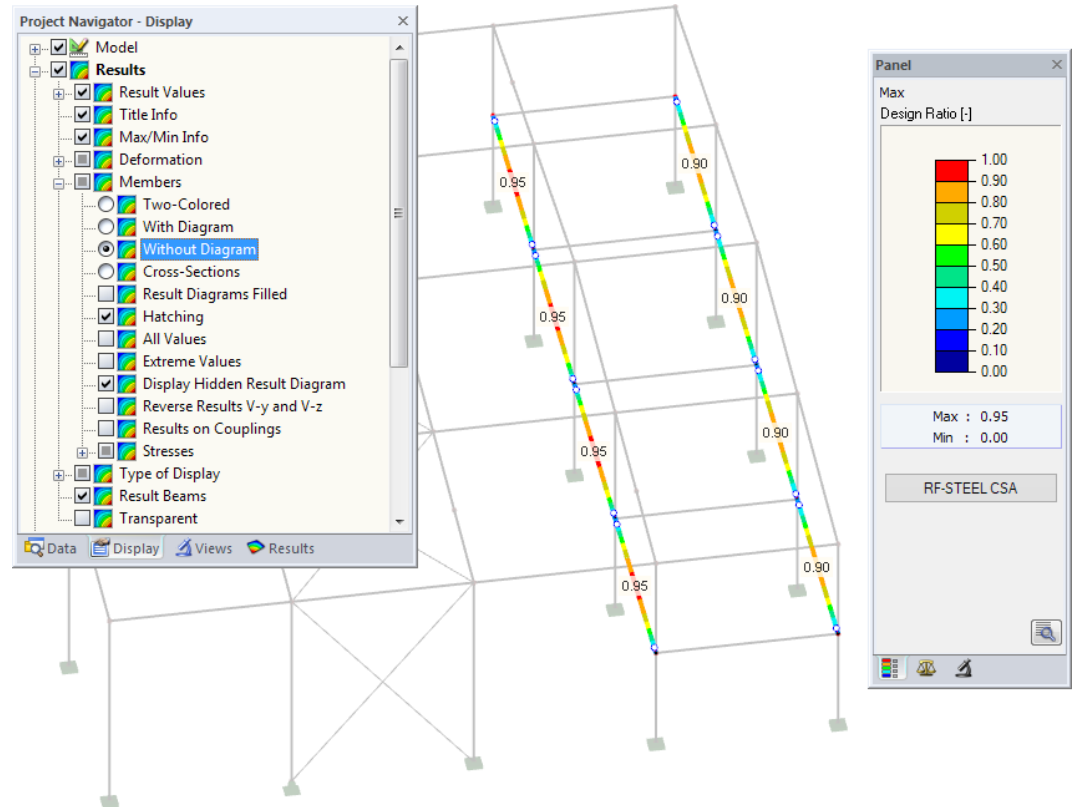 Project Navigator - Display
Model
Results
Result Values
Title Info
Max/Min Info
Deformation
Members
Two-Colored
With Diagram
Without Diagram
Cross-Sections
Result Diagrams Filled
Hatching
All Values
Extreme Values
Display Hidden Result Diagram
Reverse Results V-y and V-z
Results on Couplings
Stresses
Type of Display
Result Beams
Transparent
Data Display Views Results
0.95
0.90
0.95
0.90
0.95
0.90
0.95
0.90
Panel
Max
Design Ratio [-]
1.00
0.90
0.80
0.70
0.60
0.50
0.40
0.30
0.20
0.10
0.00
Max : 0.95
Min : 0.00
RF-STEEL CSA